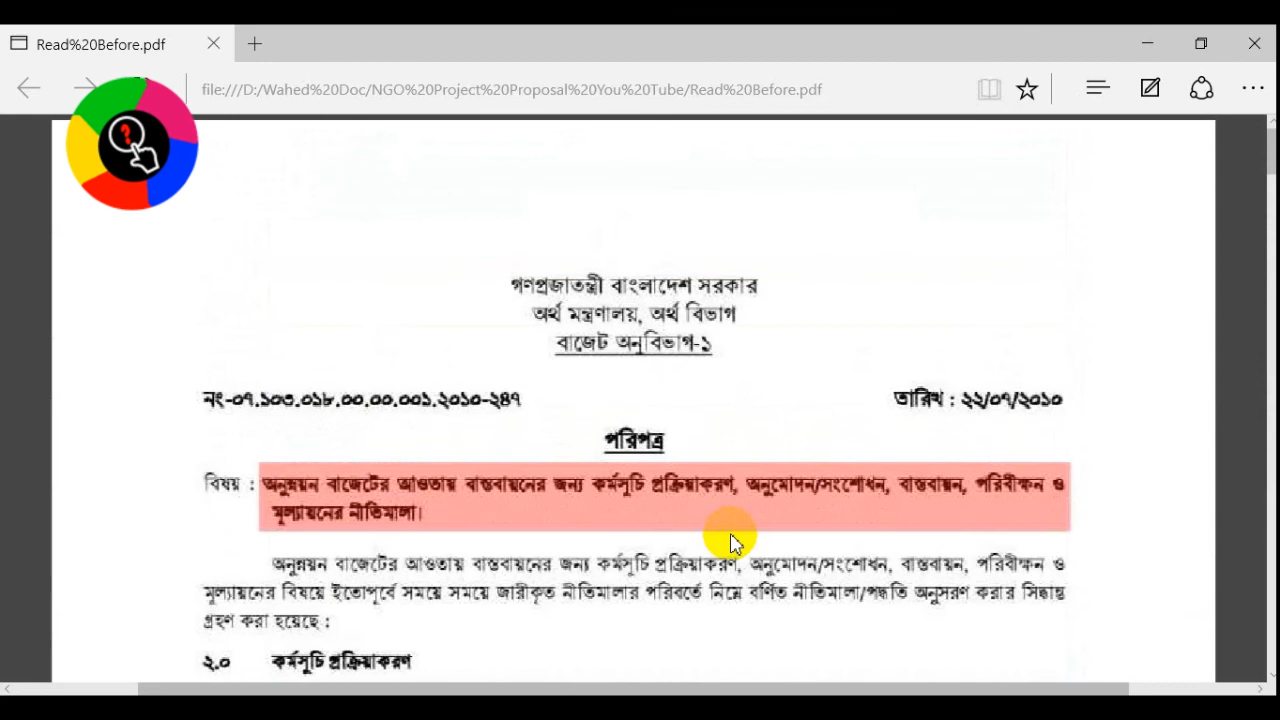 Read%20Before.pdf
file:///D:/Wahed%20Doc/NGO%20Project%20Proposal%20You%20Tube/Read%20Before.pdf
?
গণপ্রজাতন্ত্রী বাংলাদেশ সরকার
অর্থ মন্ত্রণালয়, অর্থ বিভাগ
বাজেট অনুবিভাগ-১
নং-০৭.১০৩.০১৮.০০.০০.০০১.২০১০-২৪৭ তারিখ : ২২/০৭/২০১০
পরিপত্র
বিষয় : অনুন্নয়ন বাজেটের আওতায় বাস্তবায়নের জন্য কর্মসূচি প্রক্রিয়াকরণ, অনুমোদন/সংশোধন, বাস্তবায়ন, পরিবীক্ষন ও
মূল্যায়নের নীতিমালা।
অনুন্নয়ন বাজেটের আওতায় বাস্তবায়নের জন্য কর্মসূচি প্রক্রিয়াকরণ, অনুমোদন/সংশোধন, বাস্তবায়ন, পরিবীক্ষন ও
মূল্যায়নের বিষয়ে ইতোপূর্বে সময়ে সময়ে জারীকৃত নীতিমালার পরিবর্তে নিম্নে বর্ণিত নীতিমালা/পদ্ধতি অনুসরণ করার সিদ্ধান্ত
গ্রহণ করা হয়েছে :
২.০ কর্মসূচি প্রক্রিয়াকরণ